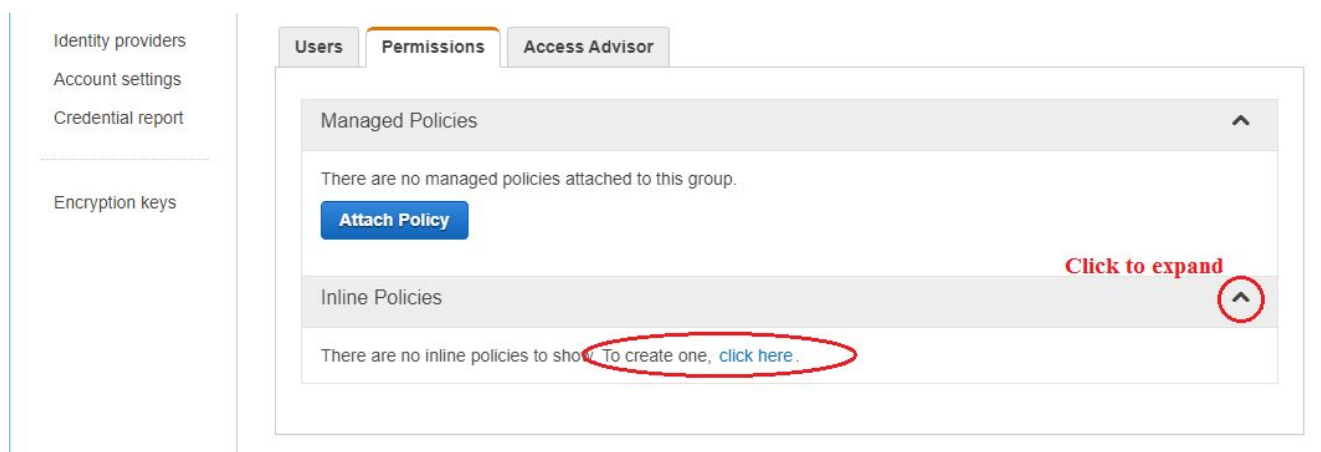 Identity providers
Account settings
Credential report
Encryption keys
Users Permissions Access Advisor
Managed Policies
There are no managed policies attached to this group.
Attach Policy
Click to expand
Inline Policies
There are no inline policies to show. To create one, click here.